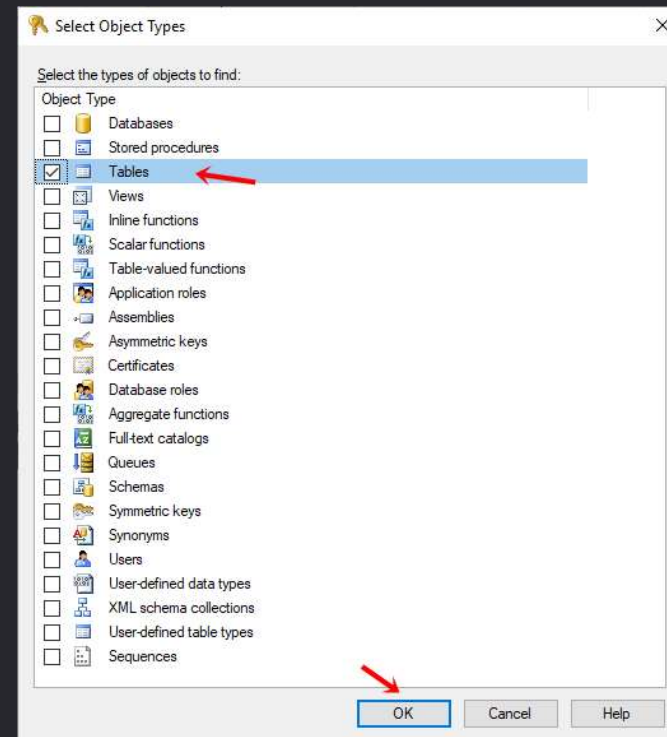 Select Object Types
Select the types of objects to find:
Object Type
Databases
Stored procedures
Tables
Views
Inline functions
Scalar functions
Table-valued functions
Application roles
Assemblies
Asymmetric keys
Certificates
Database roles
Aggregate functions
Full-text catalogs
Queues
Schemas
Symmetric keys
Synonyms
Users
User-defined data types
XML schema collections
User-defined table types
Sequences
OK Cancel Help